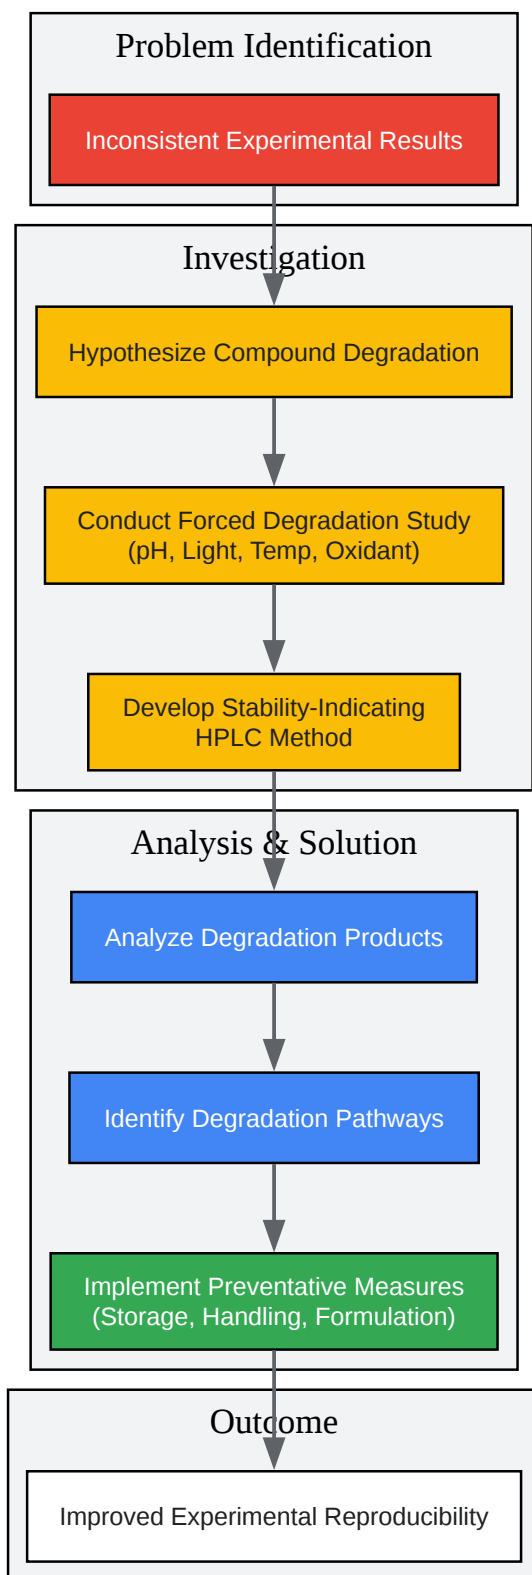 Problem Identification
Inconsistent Experimental Results
Investigation
Hypothesize Compound Degradation
Conduct Forced Degradation Study
(pH, Light, Temp, Oxidant)
Develop Stability-Indicating
HPLC Method
Analysis & Solution
Analyze Degradation Products
Identify Degradation Pathways
Implement Preventative Measures
(Storage, Handling, Formulation)
Outcome
Improved Experimental Reproducibility